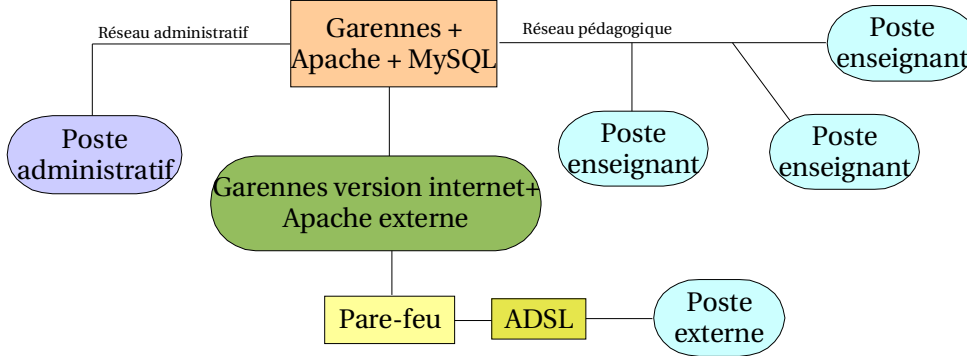 Réseau administratif
Garennes +
Apache + MySQL
Réseau pédagogique
Poste
enseignant
Poste
administratif
Poste
enseignant
Poste
enseignant
Garennes version internet+
Apache externe
Pare-feu
ADSL
Poste
externe